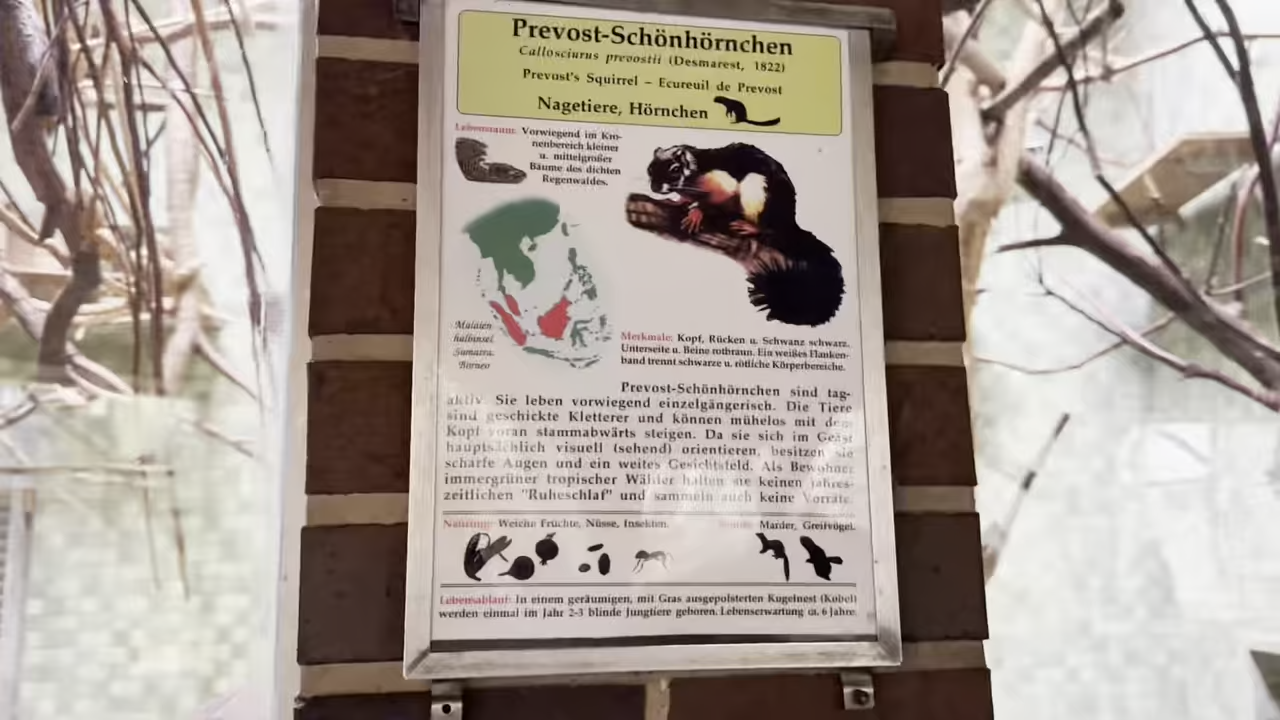 Prevost-Schönhörnchen
Callosciurus prevostii (Desmarest, 1822)
Prevost's Squirrel – Ecureuil de Prevost
Nagetiere, Hörnchen
Lebensraum: Vorwiegend im Kro-
nenbereich kleiner
u. mittelgroßer
Bäume des dichten
Regenwaldes.
Malaien
halbinsel
Sumatra
Borneo
Merkmale: Kopf, Rücken u. Schwanz schwarz.
Unterseite u. Beine rotbraun. Ein weißes Flanken-
band trennt schwarze u. rötliche Körperbereiche.
Prevost-Schönhörnchen sind tag-
aktiv. Sie leben vorwiegend einzelgängerisch. Die Tiere
sind geschickte Kletterer und können mühelos mit dem
Kopf voran stammabwärts steigen. Da sie sich im Geäst
hauptsächlich visuell (sehend) orientieren, besitzen sie
scharfe Augen und ein weites Gesichtsfeld. Als Bewohner
immergrüner tropischer Wälder halten sie keinen jahres-
zeitlichen "Ruheschlaf" und sammeln auch keine Vorräte.
Nahrung: Weiche Früchte, Nüsse, Insekten.
Feinde: Marder, Greifvögel.
Lebensablauf: In einem geräumigen, mit Gras ausgepolsterten Kugelnest (Kobel)
werden einmal im Jahr 2-3 blinde Jungtiere geboren. Lebenserwartung ca. 6 Jahre.